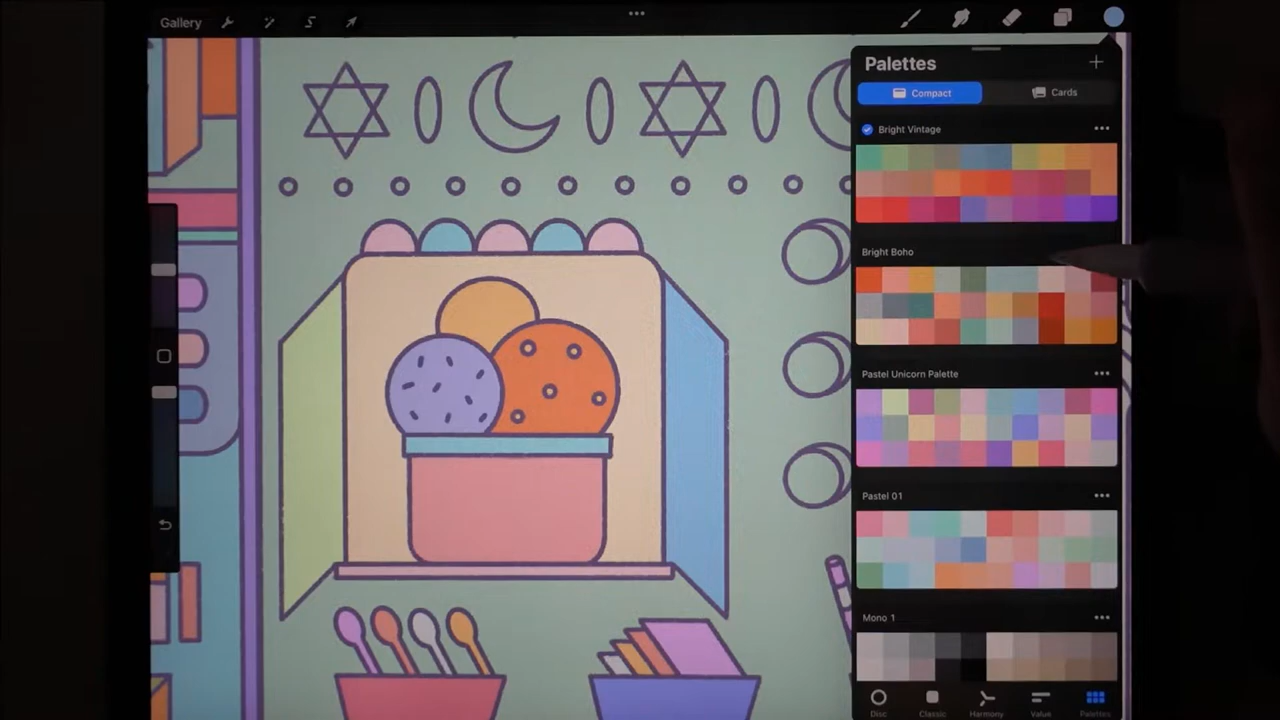 Gallery
Palettes
Compact
Cards
Bright Vintage
Bright Boho
Pastel Unicorn Palette
Pastel 01
Mono 1
Disc
Classic
Harmony
Value
Palettes